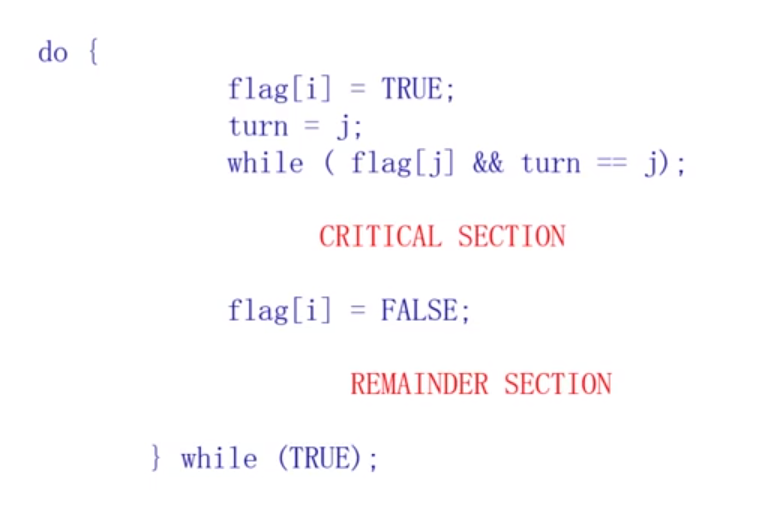 do {
flag[i] = TRUE;
turn = j;
while ( flag[j] && turn == j);
CRITICAL SECTION
flag[i] = FALSE;
REMAINDER SECTION
} while (TRUE);